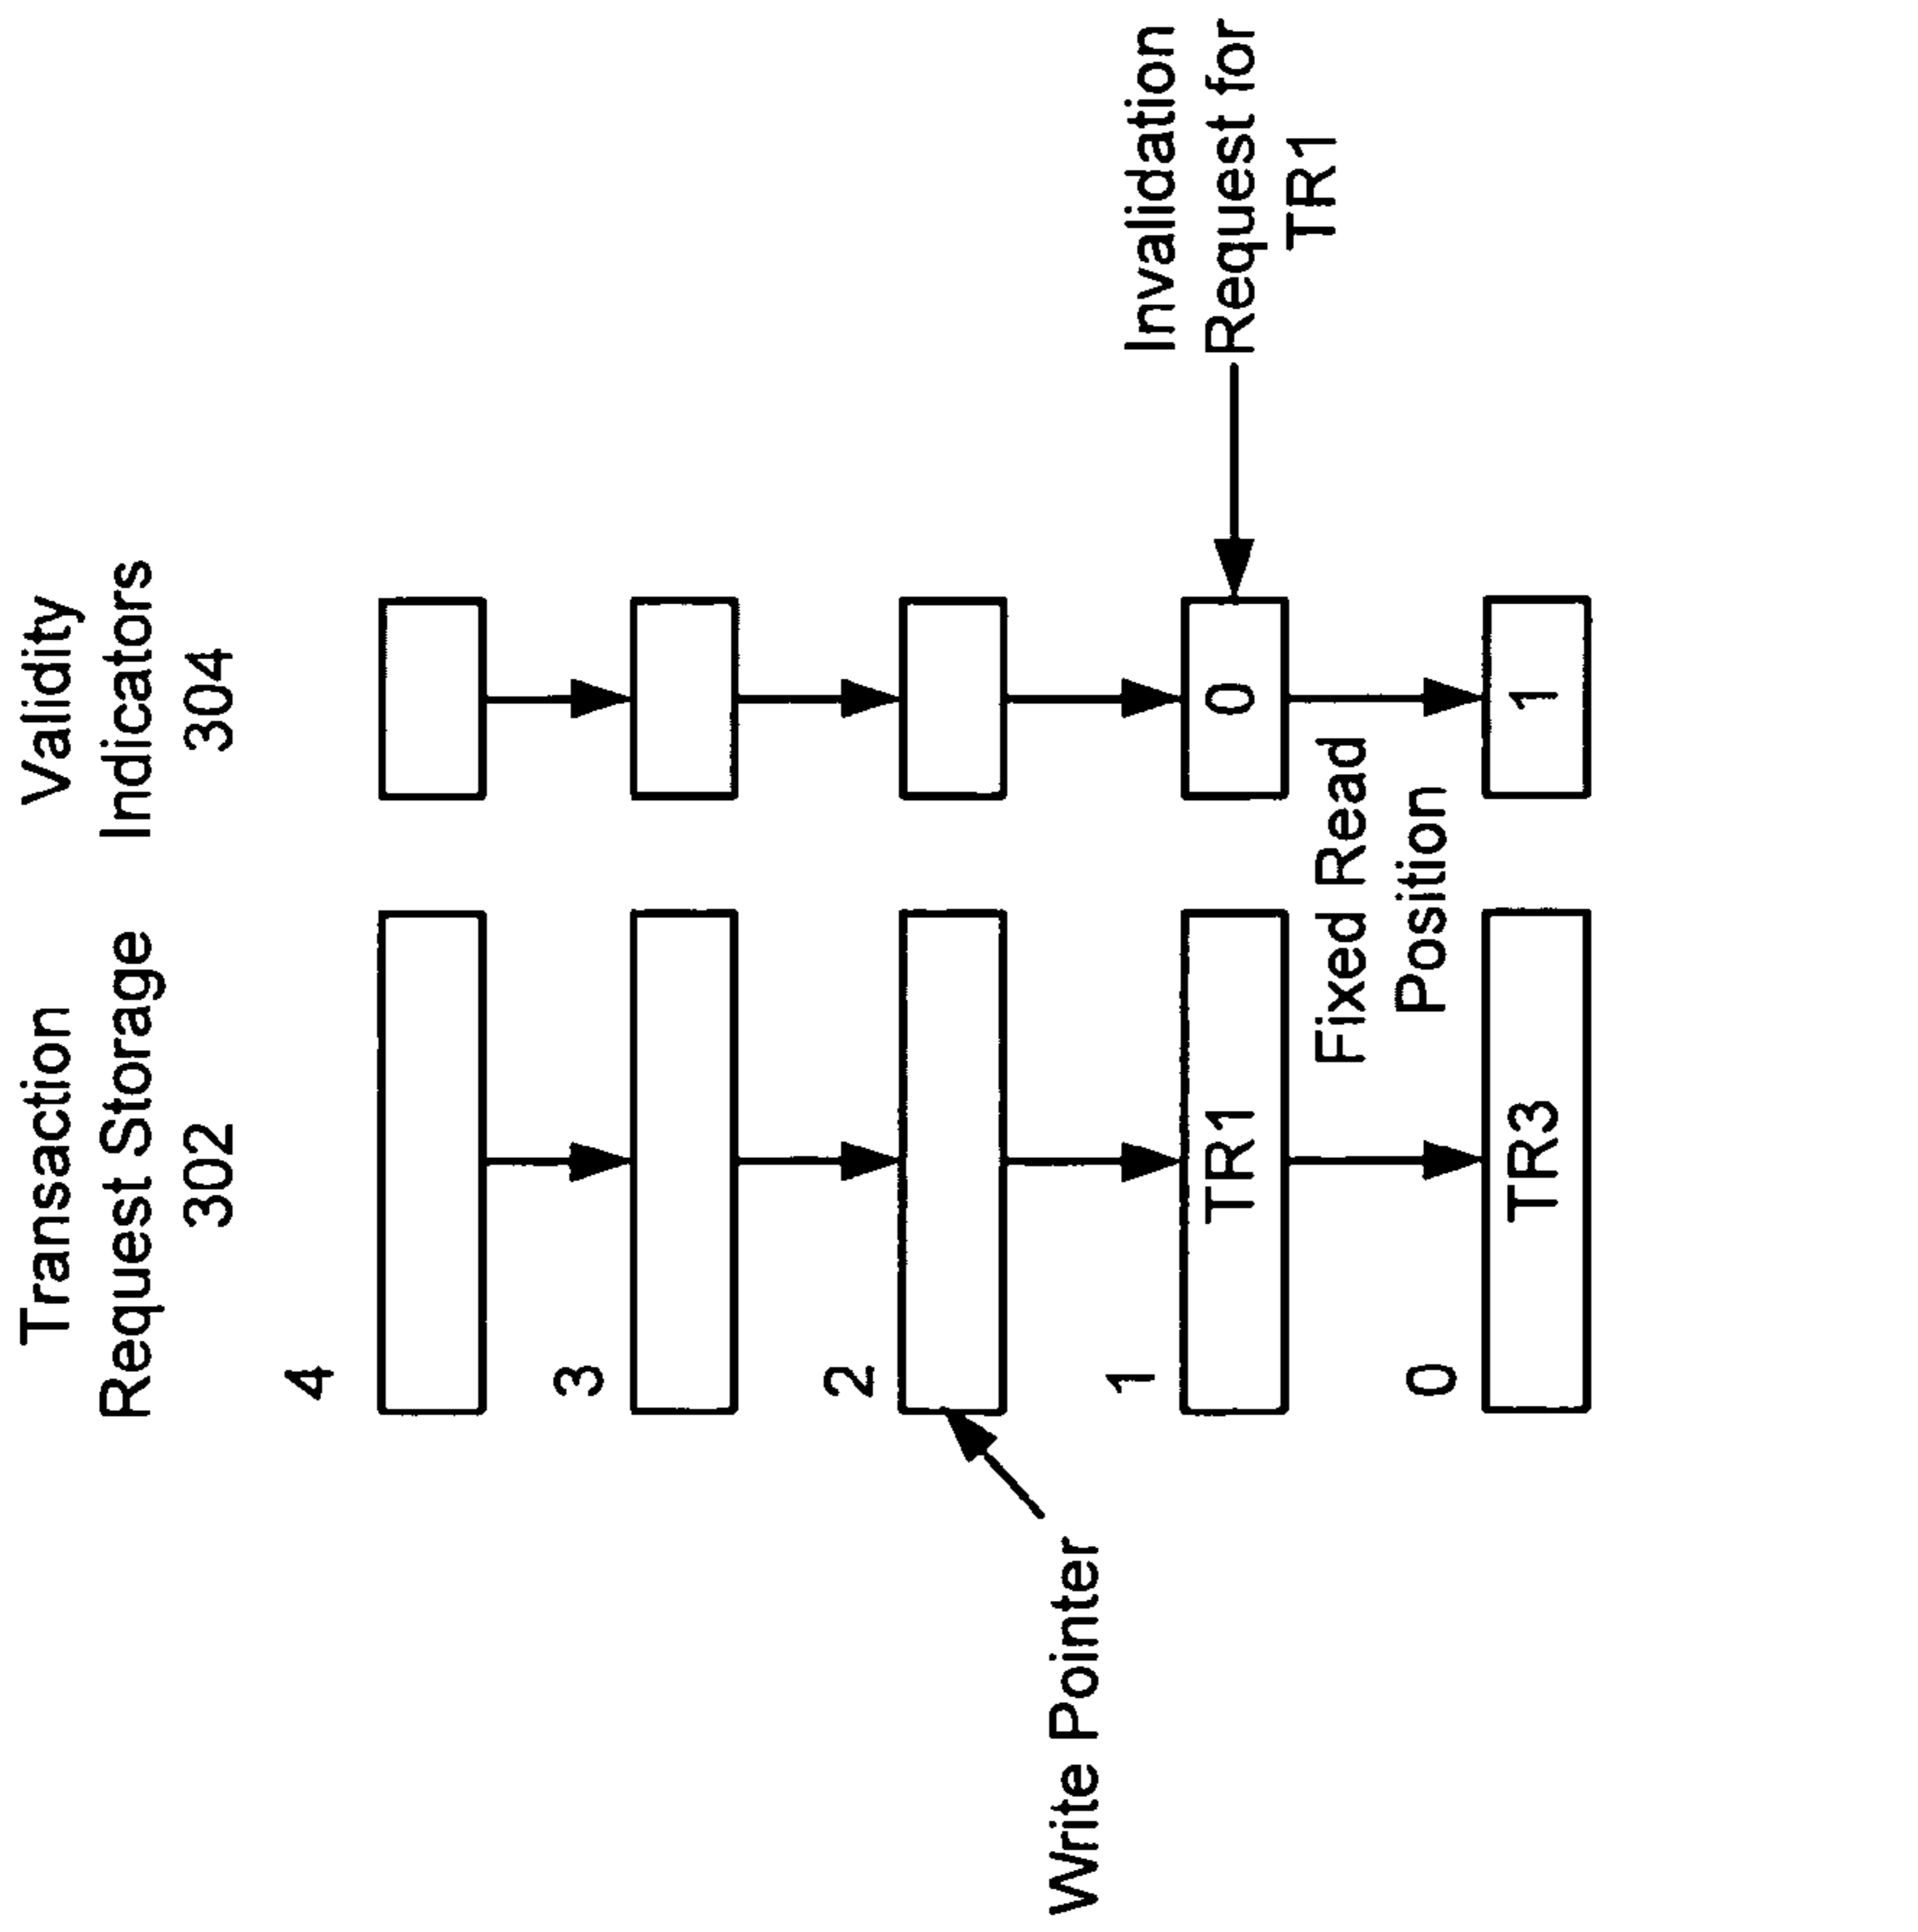 Transaction
Request Storage
302
Validity
Indicators
304
4
3
2
Write Pointer
1
TR1
0
Invalidation
Request for
TR1
Fixed Read
Position
0
TR3
1